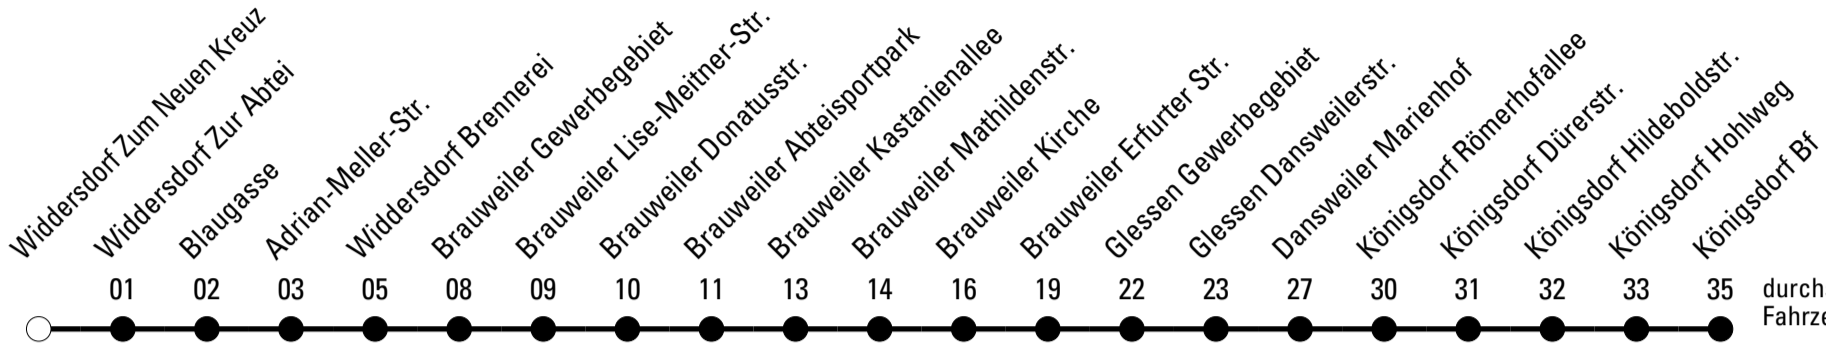 Widdersdorf Zum Neuen Kreuz
Widdersdorf Zur Abtei
Blaugasse
Adrian-Meller-Str.
Widdersdorf Brennerei
Brauweiler Gewerbegebiet
Brauweiler Lise-Meitner-Str.
Brauweiler Donatusstr.
Brauweiler Abteisportpark
Brauweiler Kastanienallee
Brauweiler Mathildenstr.
Brauweiler Kirche
Brauweiler Erfurter Str.
Glessen Gewerbegebiet
Glessen Dansweilerstr.
Dansweiler Marienhof
Königsdorf Römerhofallee
Königsdorf Dürerstr.
Königsdorf Hildeboldstr.
Königsdorf Hohlweg
Königsdorf Bf
01 02 03 05 08 09 10 11 13 14 16 19 22 23 27 30 31 32 33 35